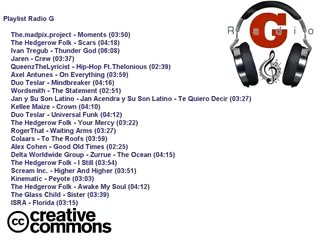 Playlist Radio G
Radio
G
The.madpix.project - Moments (03:50)
The Hedgerow Folk - Scars (04:18)
Ivan Tregub - Thunder God (06:08)
Jaren - Crew (03:37)
QueenzTheLyricist - Hip-Hop Ft.Thelonious (02:39)
Axel Antunes - On Everything (03:59)
Duo Teslar - Mindbreaker (04:16)
Wordsmith - The Statement (02:51)
Jan y Su Son Latino - Jan Acendra y Su Son Latino - Te Quiero Decir (03:27)
Kellee Maize - Crown (04:10)
Duo Teslar - Universal Funk (04:12)
The Hedgerow Folk - Your Mercy (03:22)
RogerThat - Waiting Arms (03:27)
Colaars - To The Roofs (03:59)
Alex Cohen - Good Old Times (02:25)
Delta Worldwide Group - Zurrue - The Ocean (04:15)
The Hedgerow Folk - I Still (03:54)
Scream Inc. - Higher And Higher (03:51)
Kinematic - Peyote (03:03)
The Hedgerow Folk - Awake My Soul (04:12)
The Glass Child - Sister (03:39)
ISRA - Florida (03:15)
cc creative
commons